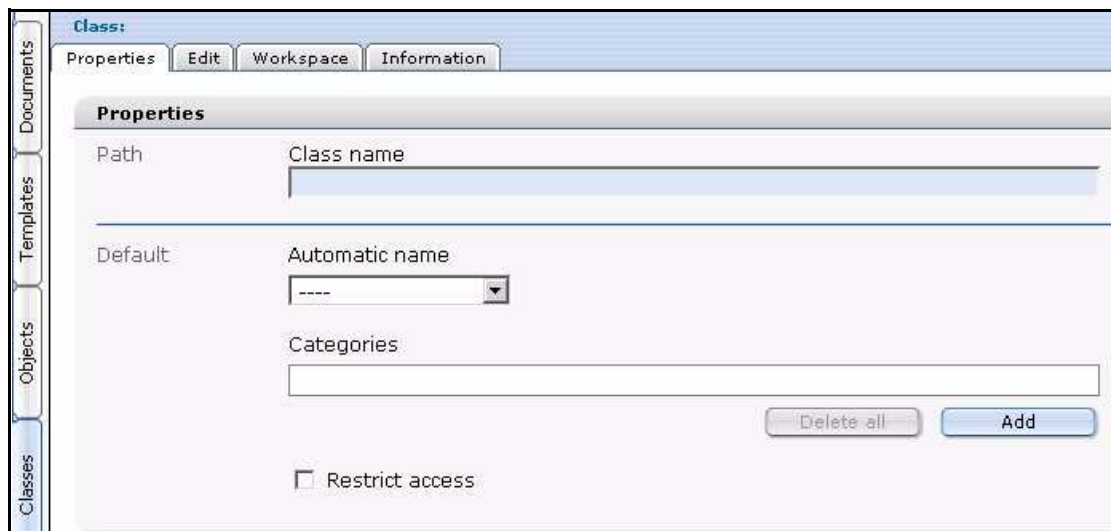 Class:
Properties Edit Workspace Information
Documents
Templates
Objects
Classes
Properties
Path Class name
Default Automatic name
----
Categories
Delete all Add
Restrict access